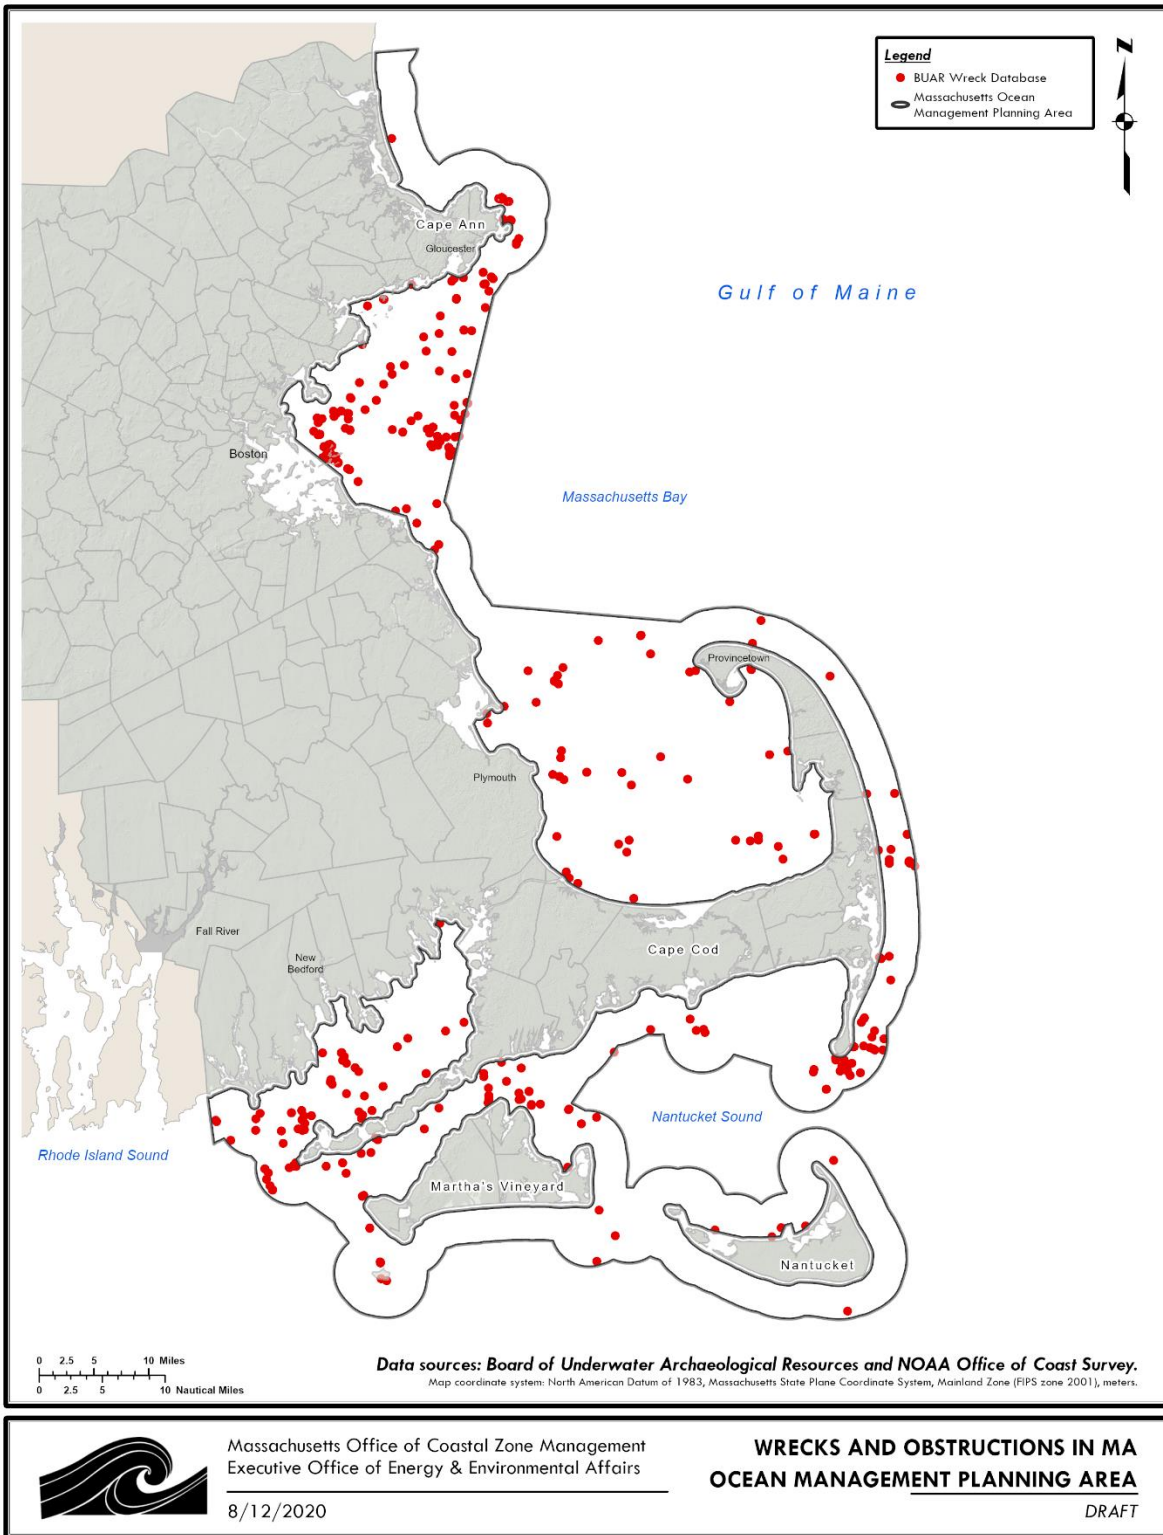 Legend
BUAR Wreck Database
Massachusetts Ocean
Management Planning Area
N
Cape Ann
Gloucester
Gulf of Maine
Boston
Massachusetts Bay
Provincetown
Plymouth
Fall River
New
Bedford
Cape Cod
Nantucket Sound
Rhode Island Sound
Martha's Vineyard
Nantucket
0 2.5 5 10 Miles
0 2.5 5 10 Nautical Miles
Data sources: Board of Underwater Archaeological Resources and NOAA Office of Coast Survey.
Map coordinate system: North American Datum of 1983, Massachusetts State Plane Coordinate System, Mainland Zone (FIPS zone 2001), meters.
Massachusetts Office of Coastal Zone Management
Executive Office of Energy & Environmental Affairs
8/12/2020
WRECKS AND OBSTRUCTIONS IN MA
OCEAN MANAGEMENT PLANNING AREA
DRAFT